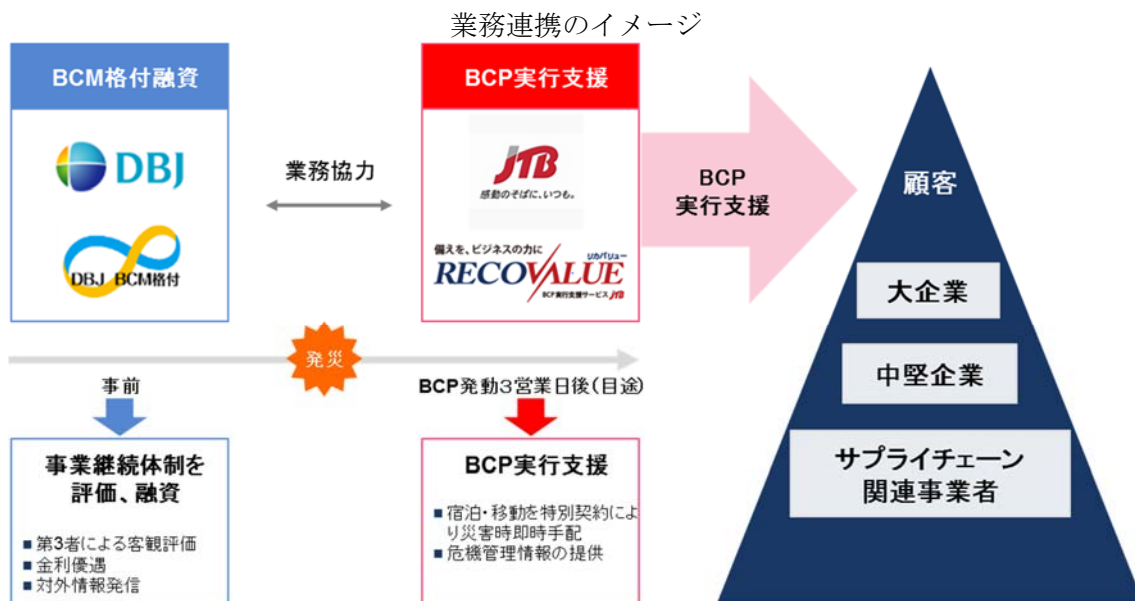 業務連携のイメージ
BCM格付融資
DBJ
DBJ BCM格付
業務協力
BCP実行支援
JTB
感動のそばに、いつも。
備えを、ビジネスの力に
リカバリュー
RECOVALUE
BCP実行支援サービス JTB
BCP
実行支援
顧客
大企業
中堅企業
サプライチェーン
関連事業者
発災
事前
BCP発動3営業日後(目途)
事業継続体制を
評価、融資
■ 第3者による客観評価
■ 金利優遇
■ 対外情報発信
BCP実行支援
■ 宿泊・移動を特別契約によ
り災害時即時手配
■ 危機管理情報の提供